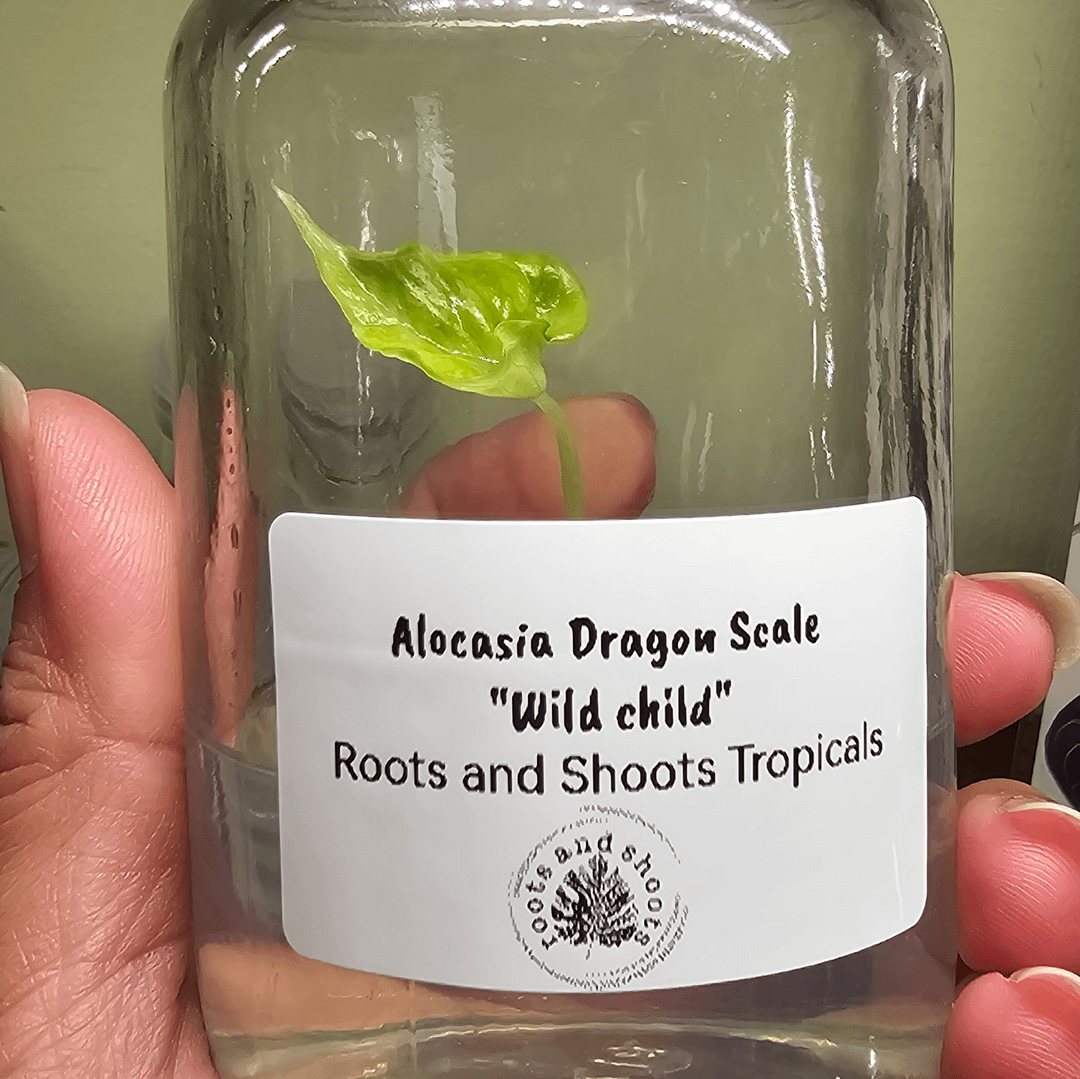 Alocasia Dragon Scale
"Wild child"
Roots and Shoots Tropicals
roots and shoots